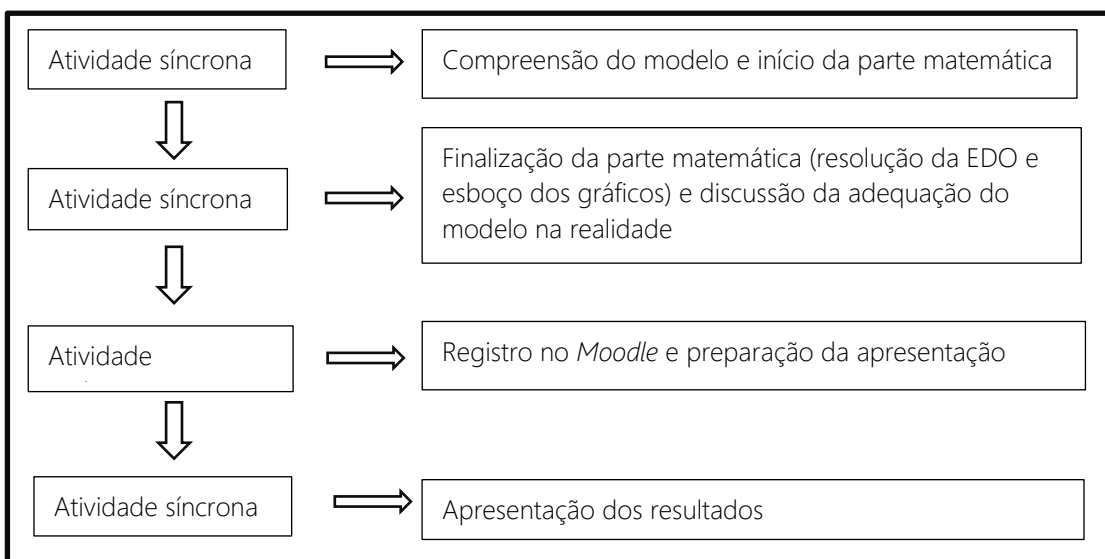 Atividade síncrona
Compreensão do modelo e início da parte matemática
Atividade síncrona
Finalização da parte matemática (resolução da EDO e
esboço dos gráficos) e discussão da adequação do
modelo na realidade
Atividade
Registro no Moodle e preparação da apresentação
Atividade síncrona
Apresentação dos resultados